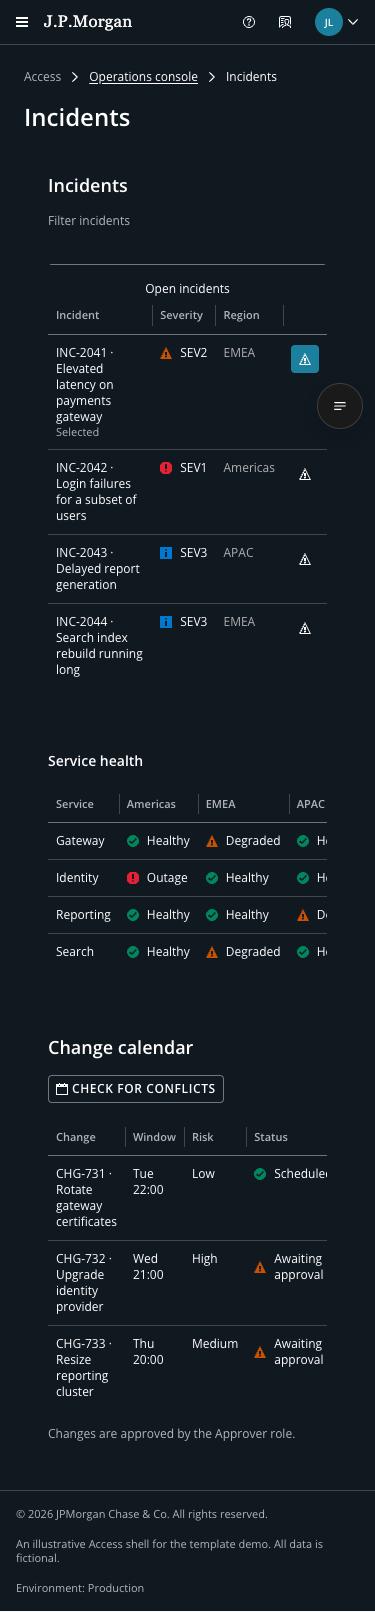 J.P.Morgan
JL
Access
Operations console
Incidents
Incidents
Incidents
Filter incidents
Open incidents
Incident Severity Region
INC-2041 ·
Elevated
latency on
payments
gateway
Selected
SEV2
EMEA
INC-2042 ·
Login failures
for a subset of
users
SEV1
Americas
INC-2043 ·
Delayed report
generation
SEV3
APAC
INC-2044 ·
Search index
rebuild running
long
SEV3
EMEA
Service health
Service Americas EMEA APAC
Gateway Healthy Degraded
Identity Outage Healthy
Reporting Healthy Healthy
Search Healthy Degraded
Change calendar
CHECK FOR CONFLICTS
Change Window Risk Status
CHG-731 ·
Rotate
gateway
certificates
Tue
22:00
Low
Scheduled
CHG-732 ·
Upgrade
identity
provider
Wed
21:00
High
Awaiting
approval
CHG-733 ·
Resize
reporting
cluster
Thu
20:00
Medium
Awaiting
approval
Changes are approved by the Approver role.
© 2026 JPMorgan Chase & Co. All rights reserved.
An illustrative Access shell for the template demo. All data is
fictional.
Environment: Production